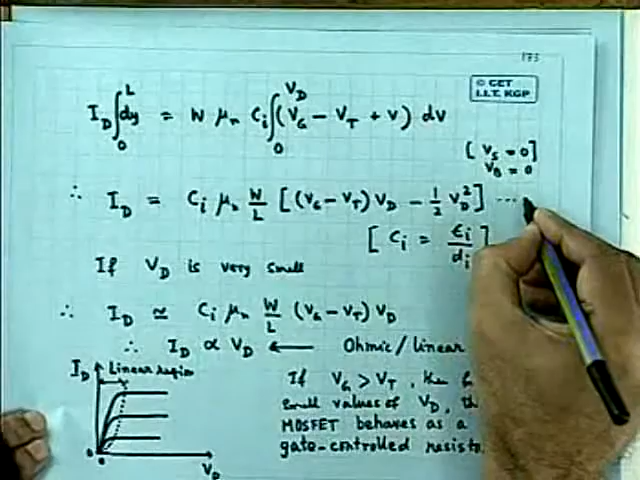 173
© CET
I.I.T. KGP
I_D ∫_0^L dy = W μ_n C_i ∫_0^{V_D} (V_G − V_T + V) dV
[V_S = 0]
V_B = 0
∴ I_D = C_i μ_n W/L [(V_G − V_T) V_D − 1/2 V_D^2] ....
[C_i = ε_i/d_i]
If V_D is very small
∴ I_D ≃ C_i μ_n W/L (V_G − V_T) V_D
∴ I_D ∝ V_D ← Ohmic/linear
I_D Linear region
0
0
V_D
If V_G > V_T, the
small values of V_D,
MOSFET behaves as a
gate-controlled